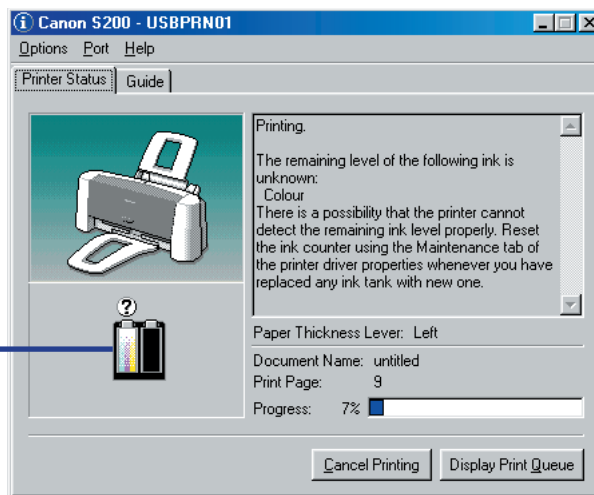 Canon S200 - USBPRN01
Options Port Help
Printer Status Guide
Printing.
The remaining level of the following ink is
unknown:
Colour
There is a possibility that the printer cannot
detect the remaining ink level properly. Reset
the ink counter using the Maintenance tab of
the printer driver properties whenever you have
replaced any ink tank with new one.
?
Paper Thickness Lever: Left
Document Name: untitled
Print Page: 9
Progress: 7%
Cancel Printing Display Print Queue